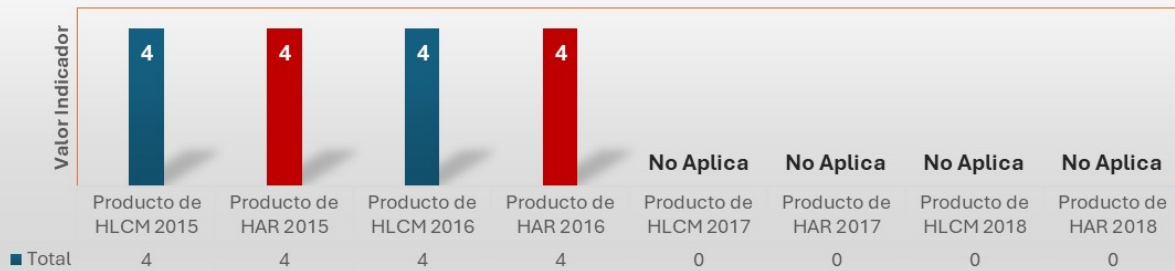 Valor Indicador
4 4 4 4
No Aplica No Aplica No Aplica No Aplica
Producto de Producto de Producto de Producto de Producto de Producto de Producto de Producto de
HLCM 2015 HAR 2015 HLCM 2016 HAR 2016 HLCM 2017 HAR 2017 HLCM 2018 HAR 2018
Total 4 4 4 4 0 0 0 0